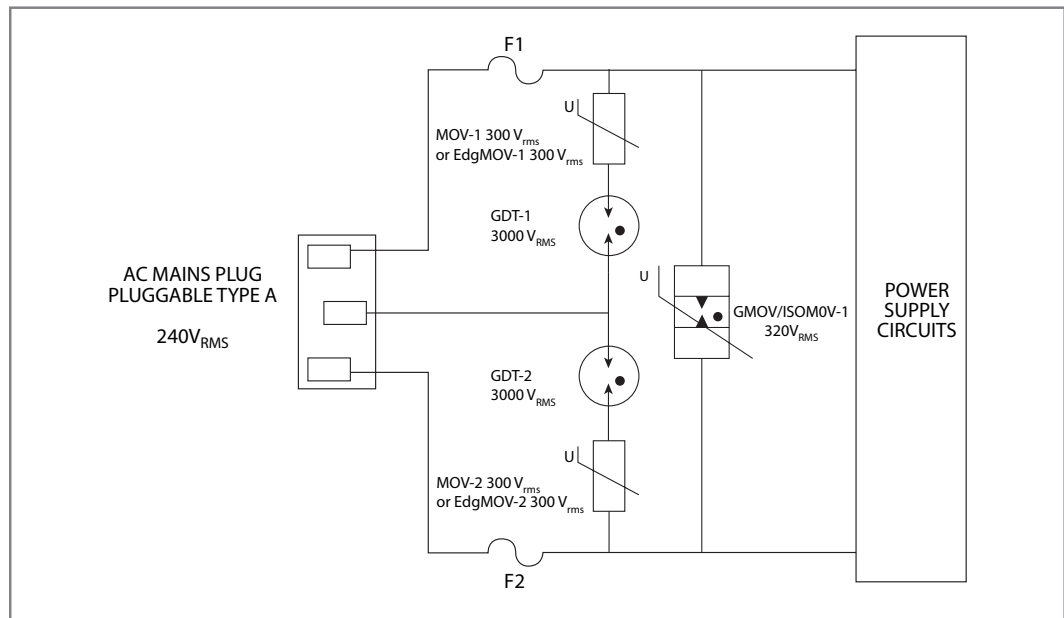 F1
U
MOV-1 300 Vrms
or EdgMOV-1 300 Vrms
GDT-1
3000 VRMS
AC MAINS PLUG
PLUGGABLE TYPE A
240VRMS
U
GMOV/ISOM0V-1
320VRMS
POWER
SUPPLY
CIRCUITS
GDT-2
3000 VRMS
U
MOV-2 300 Vrms
or EdgMOV-2 300 Vrms
F2